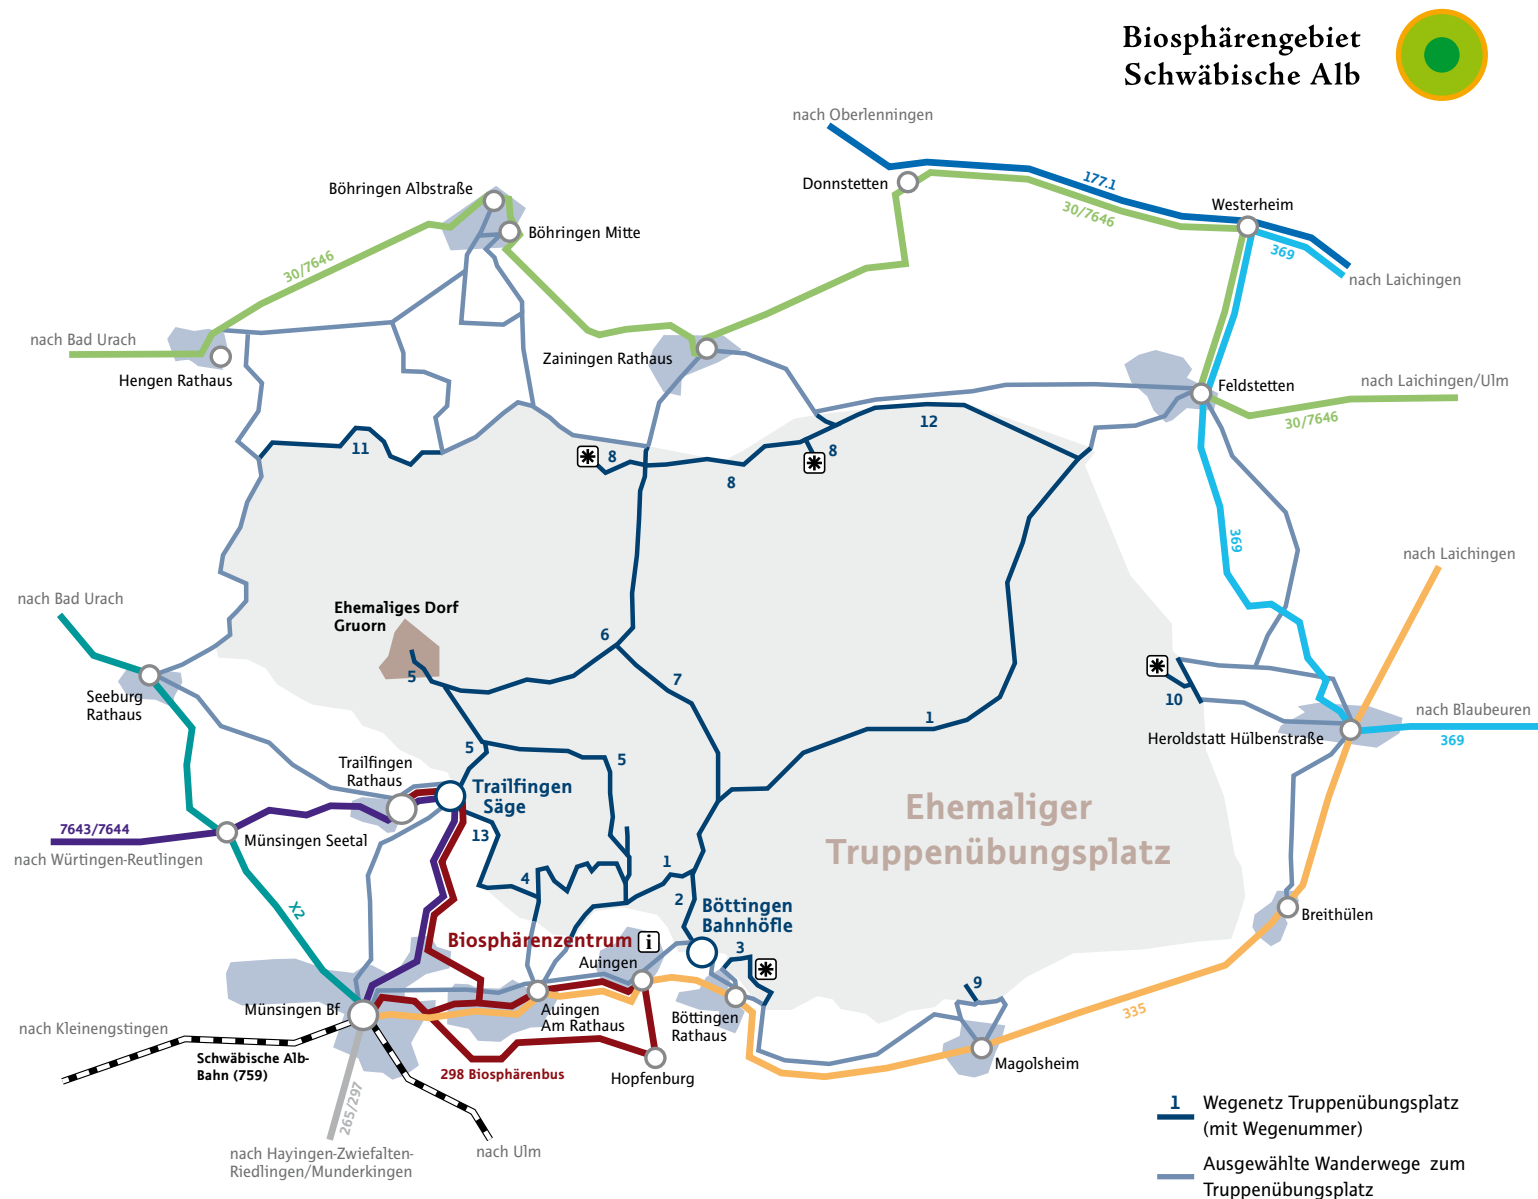 Biosphärengebiet
Schwäbische Alb
nach Oberlenningen
Donnstetten
177.1
30/7646
Westerheim
369
nach Laichingen
Böhringen Albstraße
Böhringen Mitte
30/7646
nach Bad Urach
Hengen Rathaus
Zainingen Rathaus
Feldstetten
nach Laichingen/Ulm
30/7646
11
8
8
8
12
369
nach Laichingen
nach Bad Urach
Ehemaliges Dorf
Gruorn
5
6
7
1
Seeburg
Rathaus
10
nach Blaubeuren
369
Heroldstatt Hülbenstraße
5
5
Trailfingen
Rathaus
Trailfingen
Säge
13
7643/7644
nach Würtingen-Reutlingen
Münsingen Seetal
Ehemaliger
Truppenübungsplatz
X2
4
1
2
Böttingen
Bahnhöfle
3
Biosphärenzentrum
i
Auingen
Breithülen
9
335
Münsingen Bf
Auingen
Am Rathaus
Böttingen
Rathaus
Magolsheim
nach Kleinengstingen
Schwäbische Alb-
Bahn (759)
298 Biosphärenbus
Hopfenburg
265/297
nach Hayingen-Zwiefalten-
Riedlingen/Munderkingen
nach Ulm
1
Wegenetz Truppenübungsplatz
(mit Wegenummer)
Ausgewählte Wanderwege zum
Truppenübungsplatz